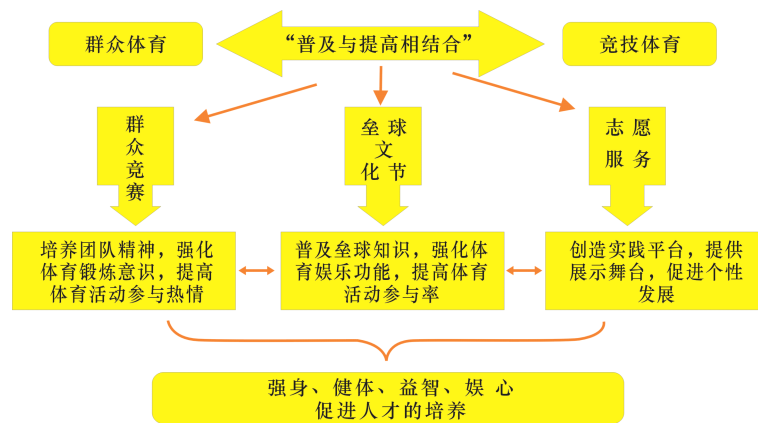 群众体育
“普及与提高相结合”
竞技体育
群
众
竞
赛
垒 球
文
化 节
志 愿
服 务
培养团队精神，强化
体育锻炼意识，提高
体育活动参与热情
普及垒球知识，强化体
育娱乐功能，提高体育
活动参与率
创造实践平台，提供
展示舞台，促进个性
发展
强身、健体、益智、娱 心
促进人才的培养